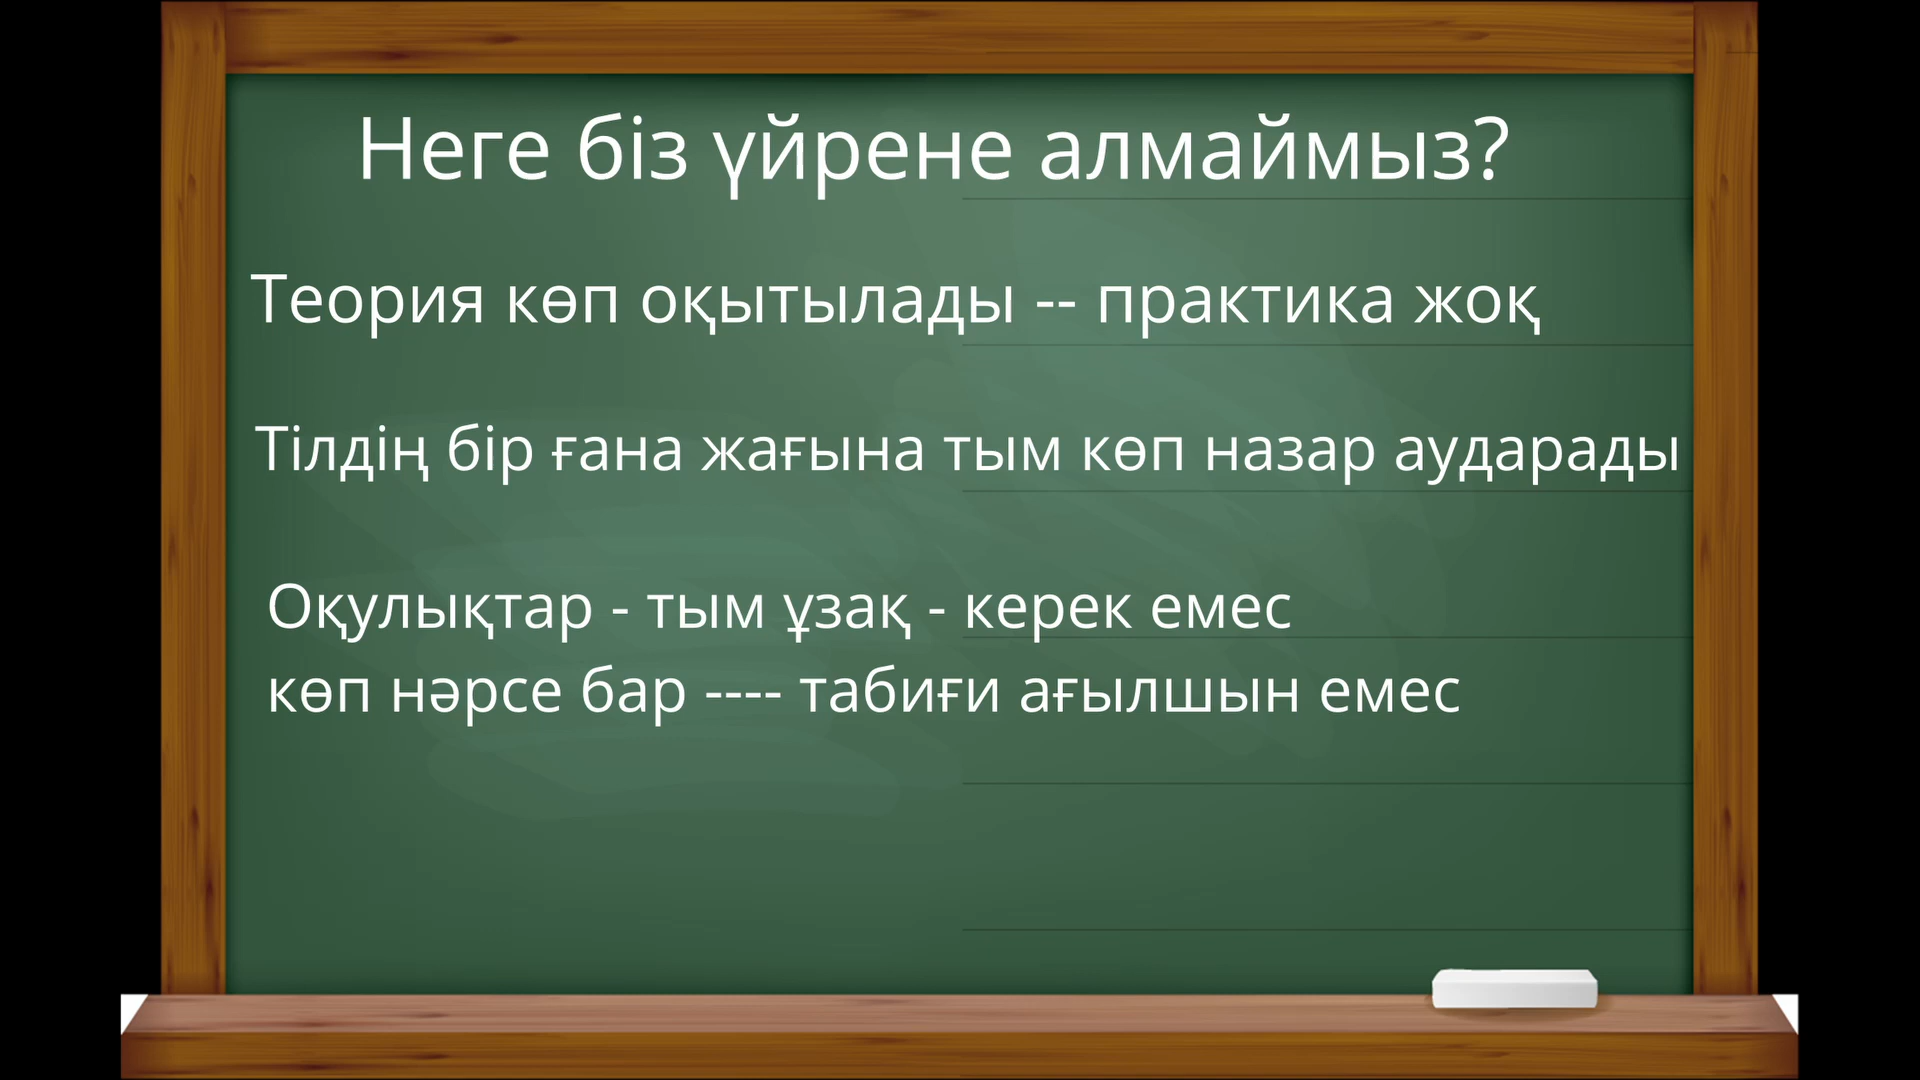 Неге біз үйрене алмаймыз?
Теория көп оқытылады -- практика жоқ
Тілдің бір ғана жағына тым көп назар аударады
Оқулықтар - тым ұзақ - керек емес
көп нәрсе бар ---- табиғи ағылшын емес